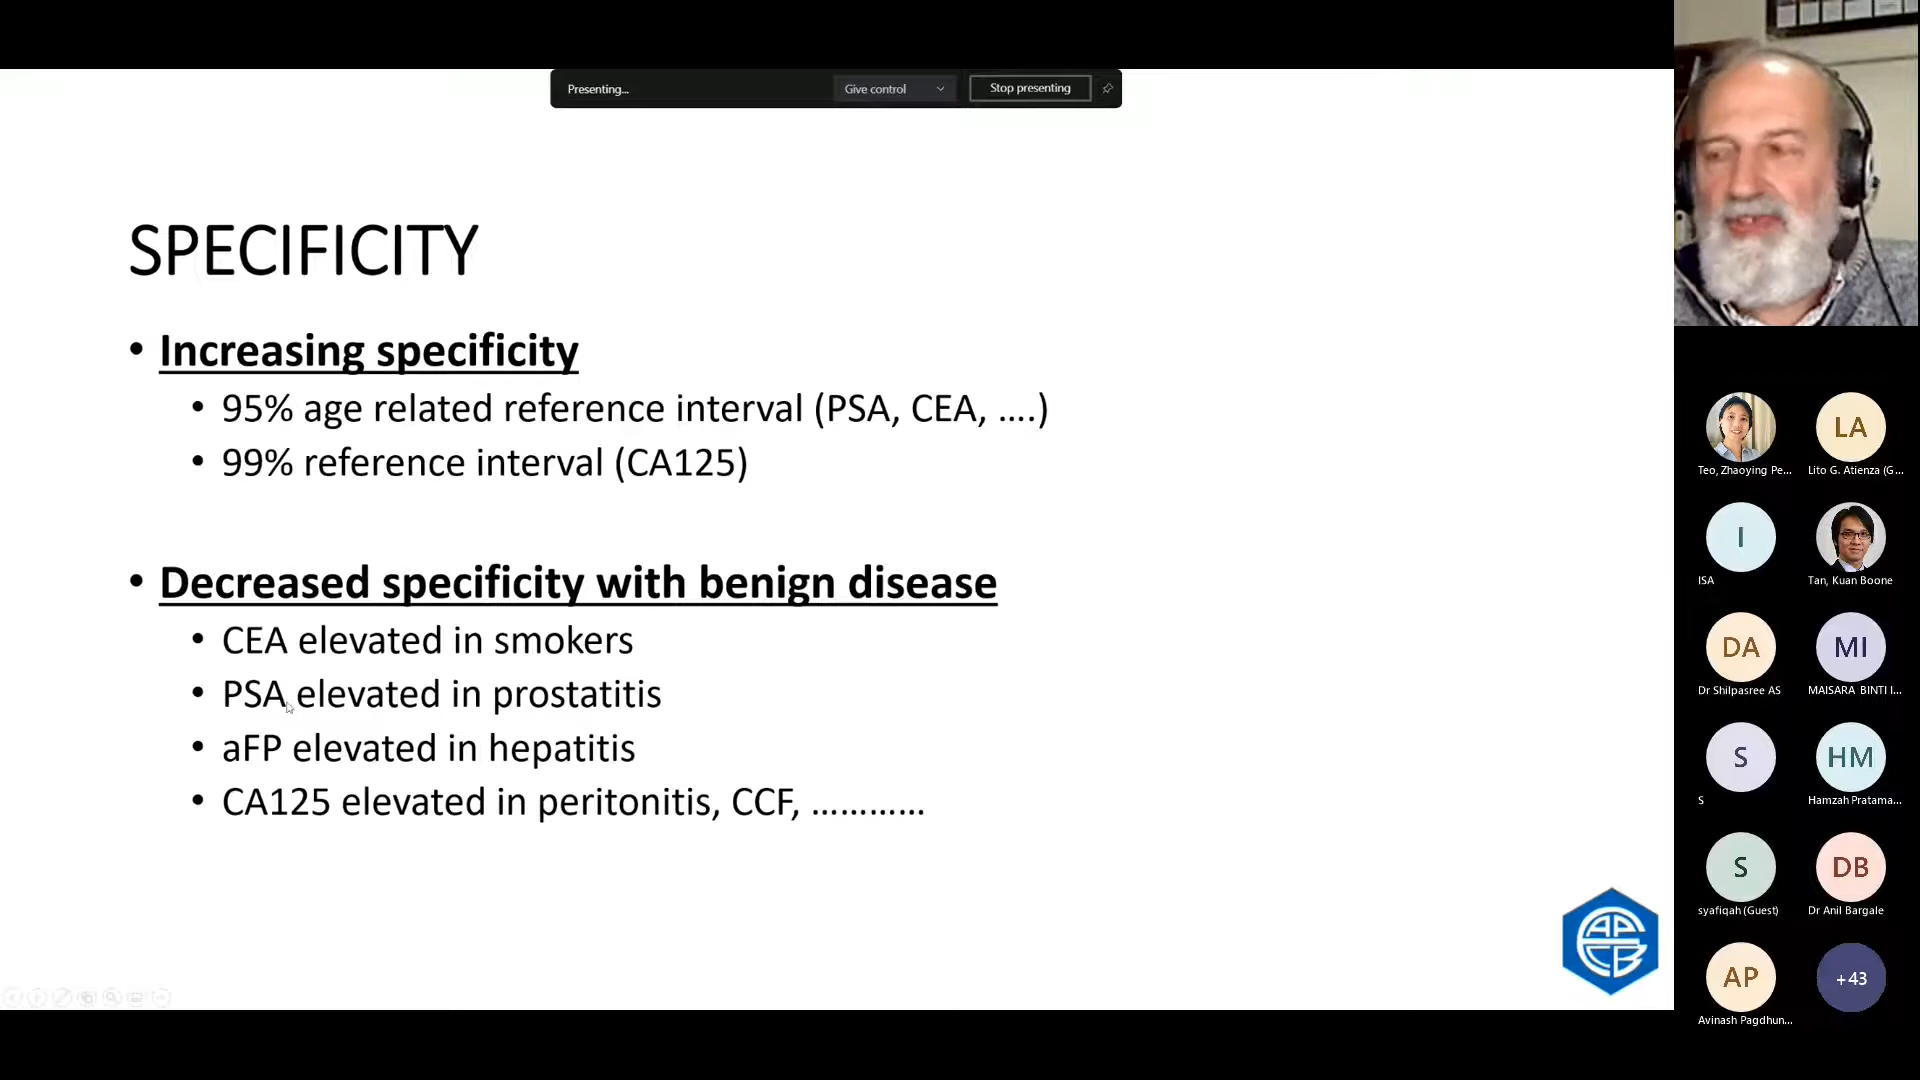 Presenting...
Give control
Stop presenting
SPECIFICITY
• Increasing specificity
• 95% age related reference interval (PSA, CEA, ....)
• 99% reference interval (CA125)
• Decreased specificity with benign disease
• CEA elevated in smokers
• PSA elevated in prostatitis
• aFP elevated in hepatitis
• CA125 elevated in peritonitis, CCF, ............
APFCB
Teo, Zhaoying Pe...
LA
Lito G. Atienza (G...
I
ISA
Tan, Kuan Boone
DA
Dr Shilpasree AS
MI
MAISARA BINTI I...
S
S
HM
Hamzah Pratama...
S
syafiqah (Guest)
DB
Dr Anil Bargale
AP
Avinash Pagdhun...
+43